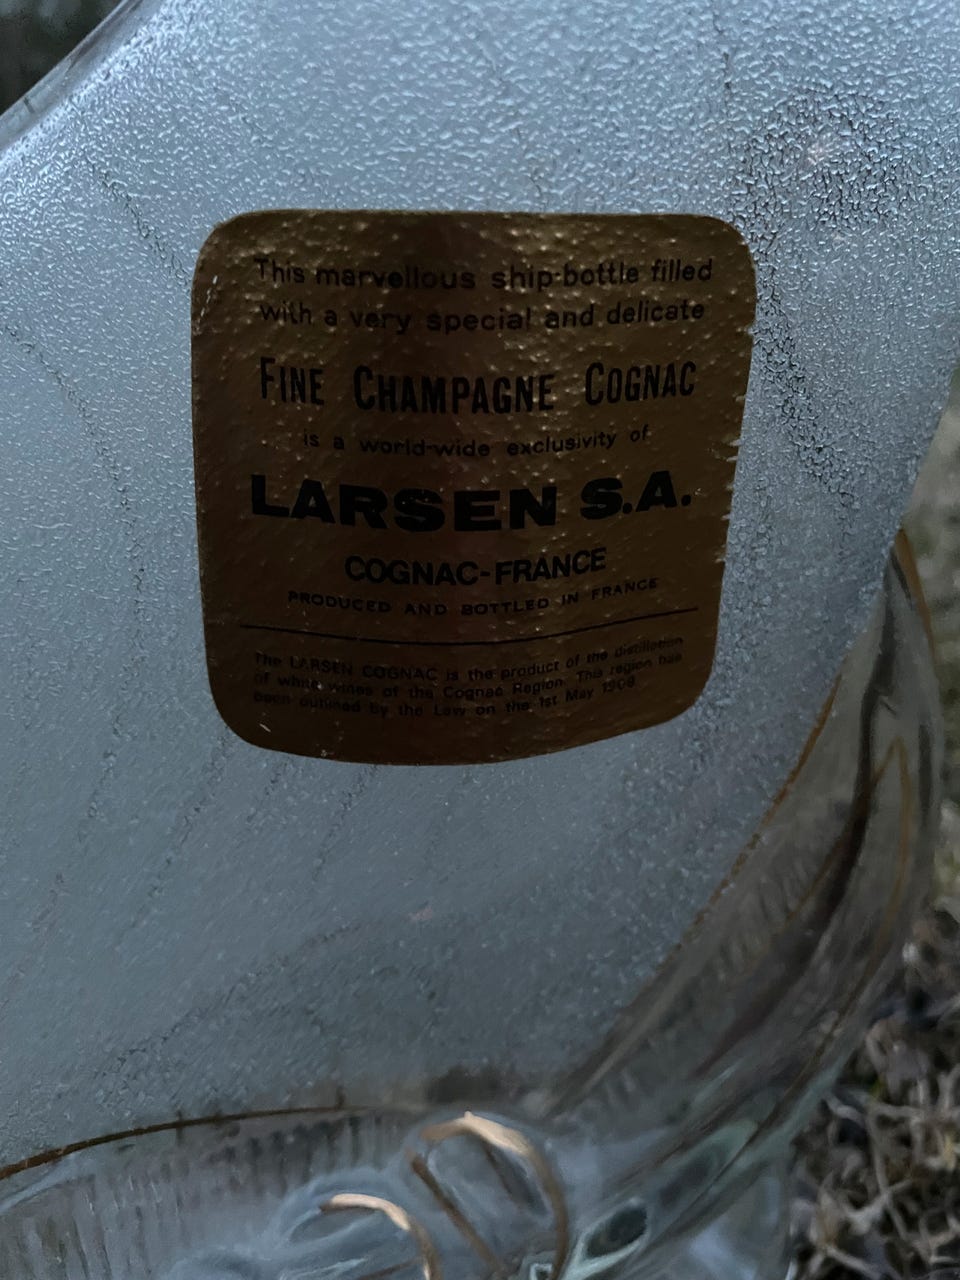 This marvellous ship-bottle filled
with a very special and delicate
FINE CHAMPAGNE COGNAC
is a world-wide exclusivity of
LARSEN S.A.
COGNAC-FRANCE
PRODUCED AND BOTTLED IN FRANCE
The LARSEN COGNAC is the product of the distillation
of white wines of the Cognac Region. This region has
been outlined by the Law on the 1st May 1909